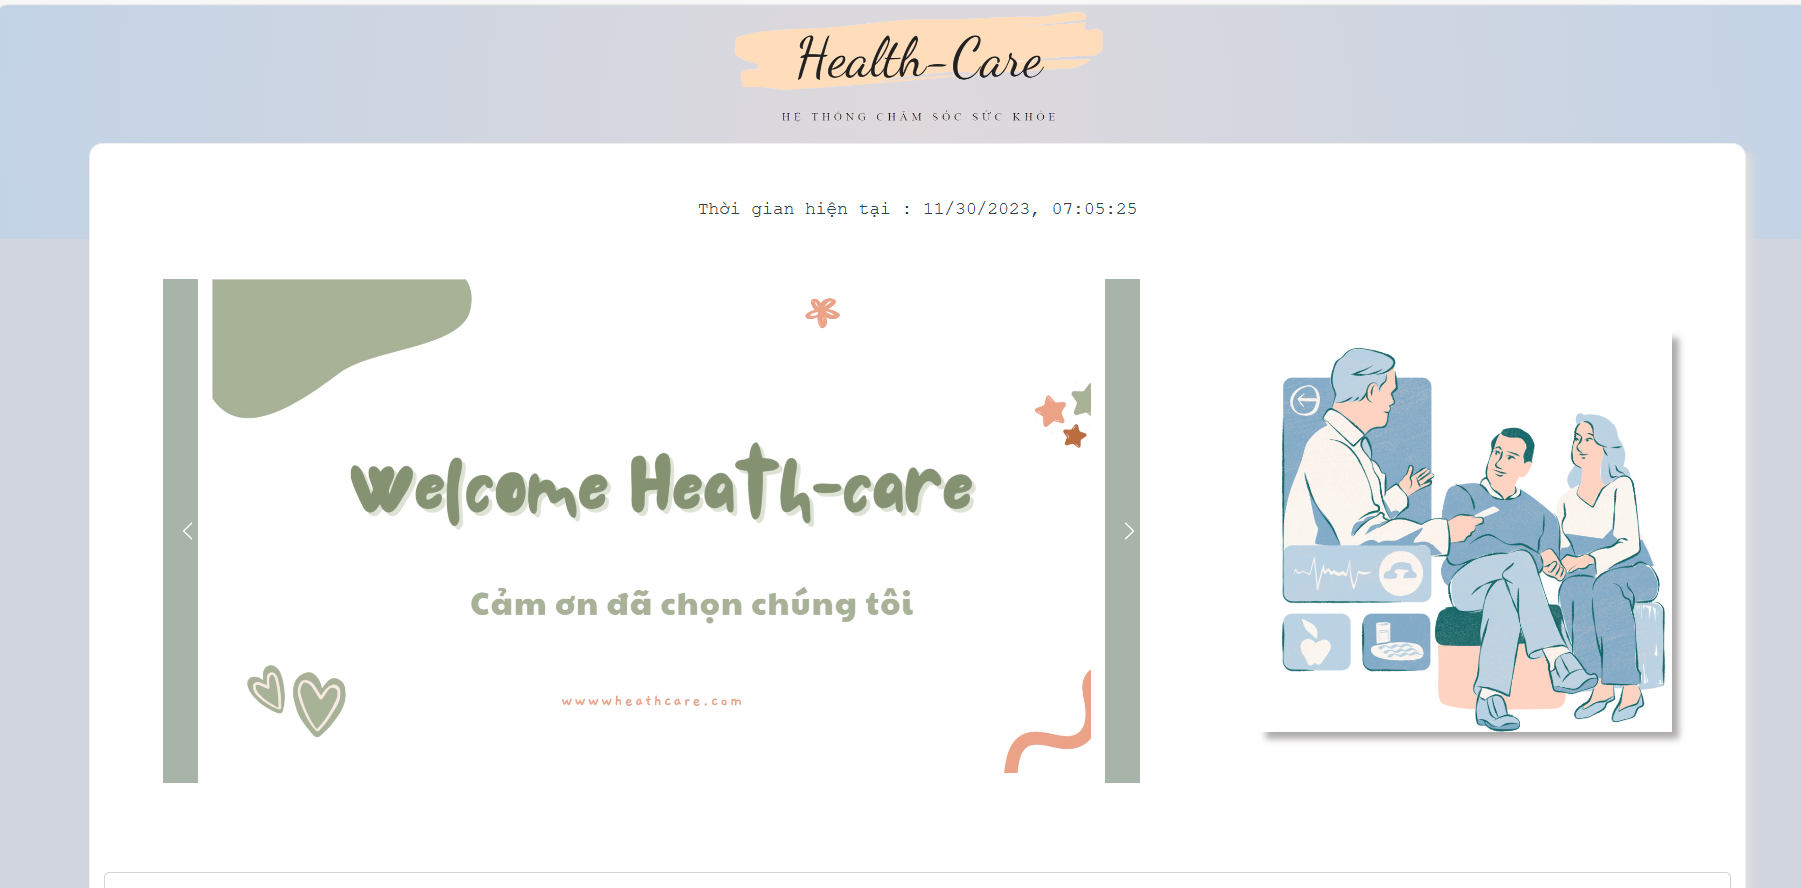 Health-Care
HỆ THỐNG CHĂM SÓC SỨC KHỎE
Thời gian hiện tại : 11/30/2023, 07:05:25
Welcome Heath-care
Cảm ơn đã chọn chúng tôi
wwwwheathcare.com